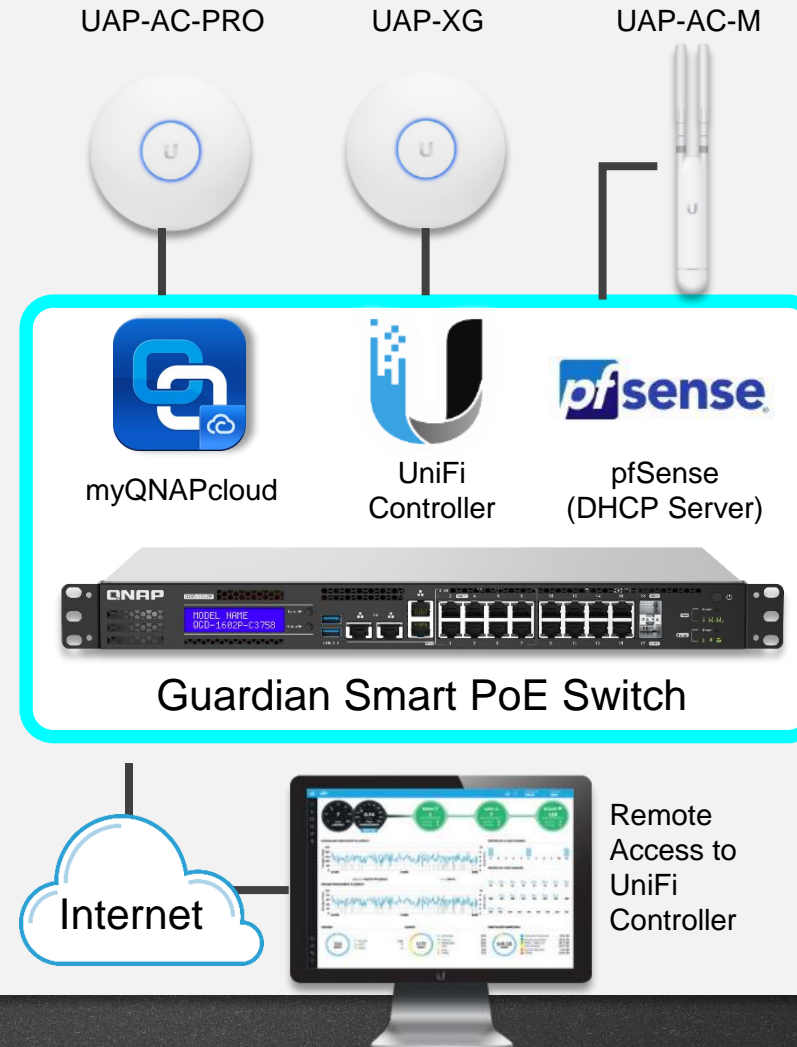 UAP-AC-PRO
UAP-XG
UAP-AC-M
myQNAPcloud
UniFi
Controller
pfsense
pfSense
(DHCP Server)
QNAP
MODEL NAME
QGD-1602P-C3758
Guardian Smart PoE Switch
Internet
Remote
Access to
UniFi
Controller